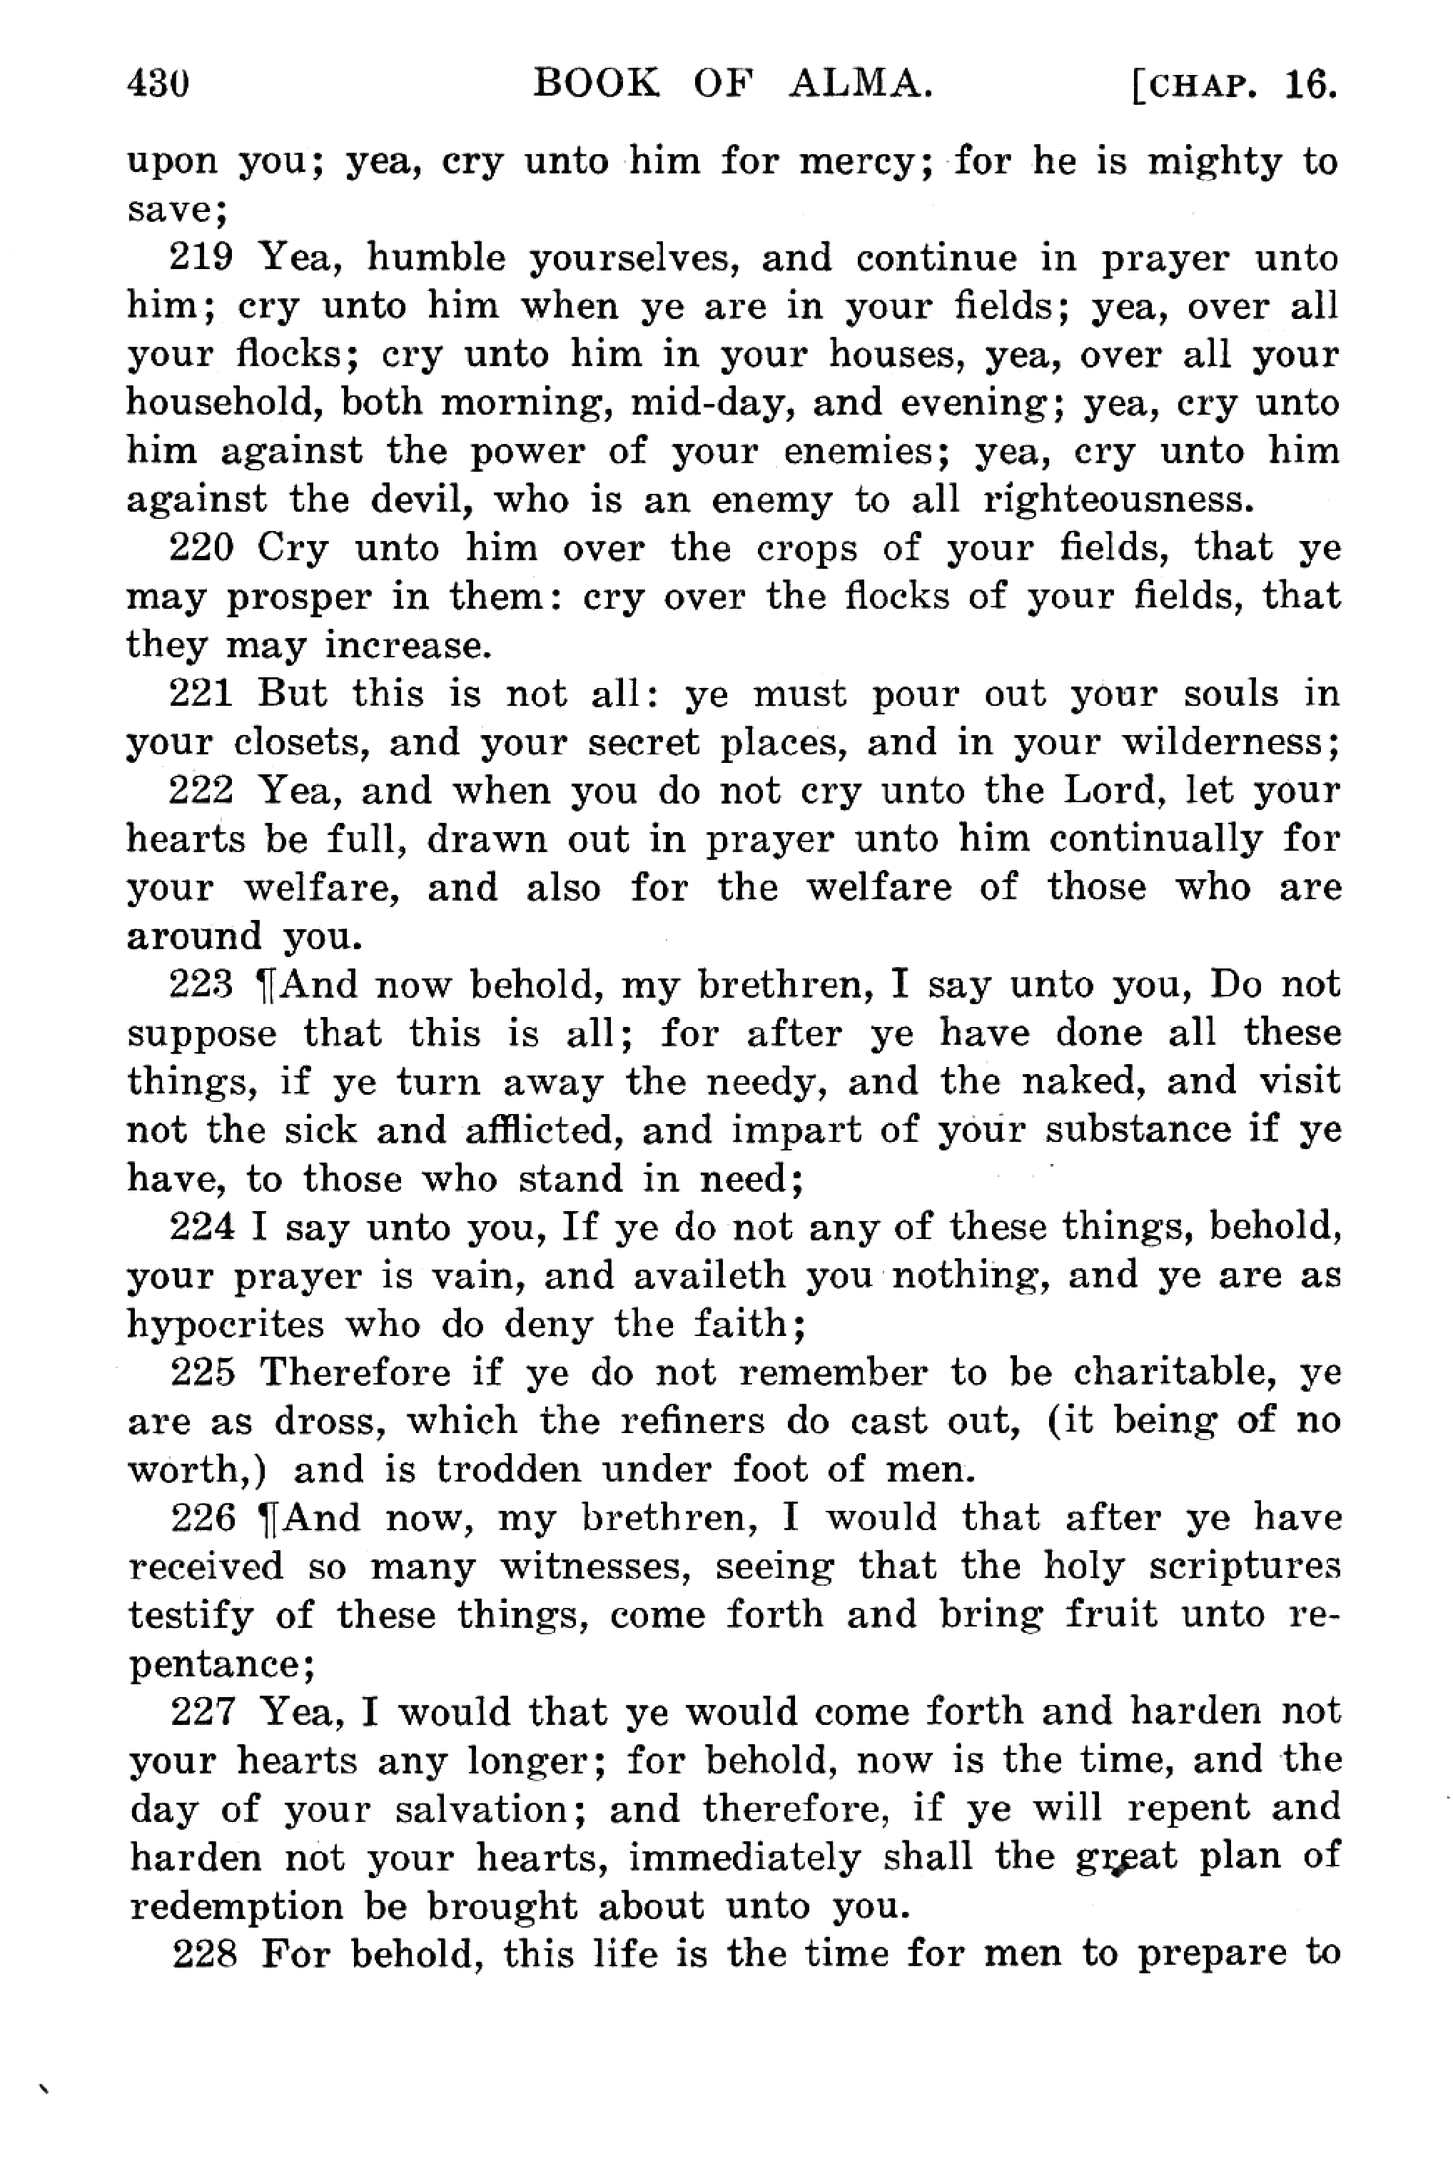 430 BOOK OF ALMA. [CHAP. 16.
upon you; yea, cry unto him for mercy; for he is mighty to
save;
219 Yea, humble yourselves, and continue in prayer unto
him; cry unto him when ye are in your fields; yea, over all
your flocks; cry unto him in your houses, yea, over all your
household, both morning, mid-day, and evening; yea, cry unto
him against the power of your enemies; yea, cry unto him
against the devil, who is an enemy to all righteousness.
220 Cry unto him over the crops of your fields, that ye
may prosper in them: cry over the flocks of your fields, that
they may increase.
221 But this is not all: ye must pour out your souls in
your closets, and your secret places, and in your wilderness;
222 Yea, and when you do not cry unto the Lord, let your
hearts be full, drawn out in prayer unto him continually for
your welfare, and also for the welfare of those who are
around you.
223 ¶And now behold, my brethren, I say unto you, Do not
suppose that this is all; for after ye have done all these
things, if ye turn away the needy, and the naked, and visit
not the sick and afflicted, and impart of your substance if ye
have, to those who stand in need;
224 I say unto you, If ye do not any of these things, behold,
your prayer is vain, and availeth you nothing, and ye are as
hypocrites who do deny the faith;
225 Therefore if ye do not remember to be charitable, ye
are as dross, which the refiners do cast out, (it being of no
worth,) and is trodden under foot of men.
226 ¶And now, my brethren, I would that after ye have
received so many witnesses, seeing that the holy scriptures
testify of these things, come forth and bring fruit unto re-
pentance;
227 Yea, I would that ye would come forth and harden not
your hearts any longer; for behold, now is the time, and the
day of your salvation; and therefore, if ye will repent and
harden not your hearts, immediately shall the great plan of
redemption be brought about unto you.
228 For behold, this life is the time for men to prepare to